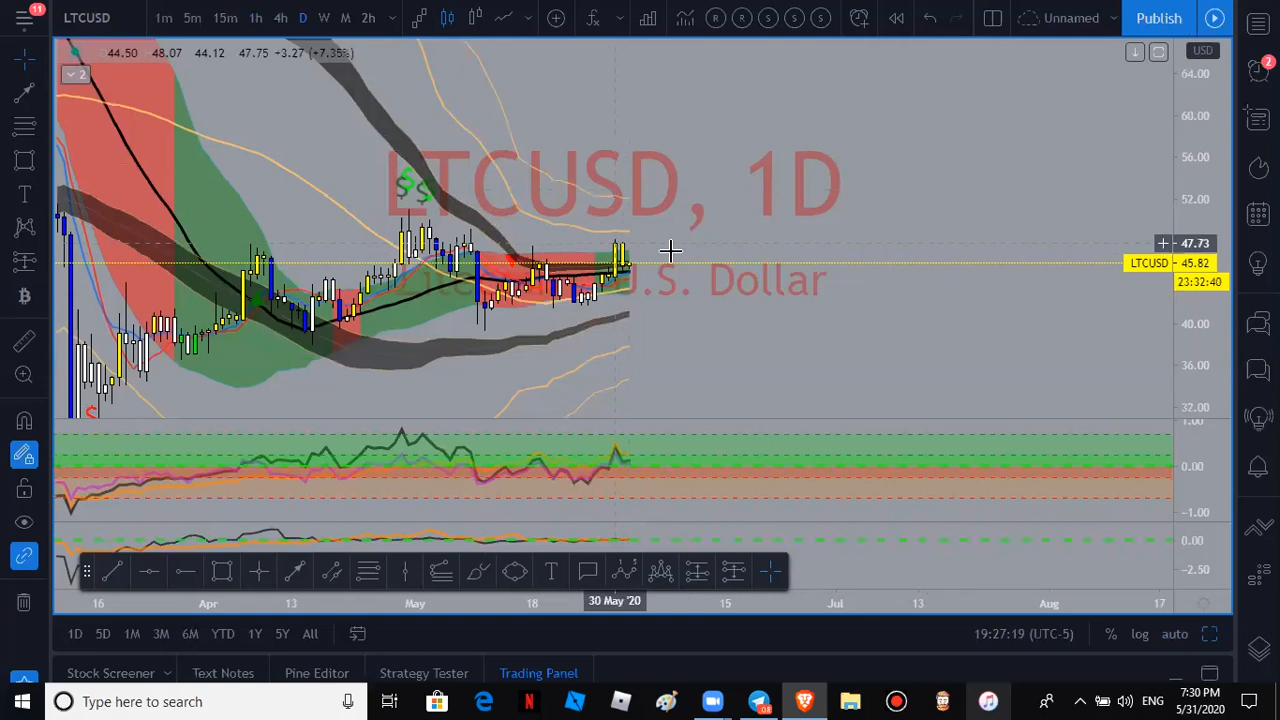 11
LTCUSD
1m 5m 15m 1h 4h D W M 2h
R R S S S
Unnamed
Publish
44.50 48.07 44.12 47.75 +3.27 (+7.35%)
2
USD
LTCUSD, 1D
U.S. Dollar
$ $ $
$
64.00
60.00
56.00
52.00
47.73
LTCUSD 45.82
23:32:40
40.00
36.00
32.00
1.00
0.00
-1.00
0.00
-2.50
2
16 Apr 13 May 18 30 May '20 15 Jul 13 Aug 17
1D 5D 1M 3M 6M YTD 1Y 5Y All
19:27:19 (UTC-5) % log auto
Stock Screener Text Notes Pine Editor Strategy Tester Trading Panel
Type here to search
08
N
ENG
7:30 PM
5/31/2020